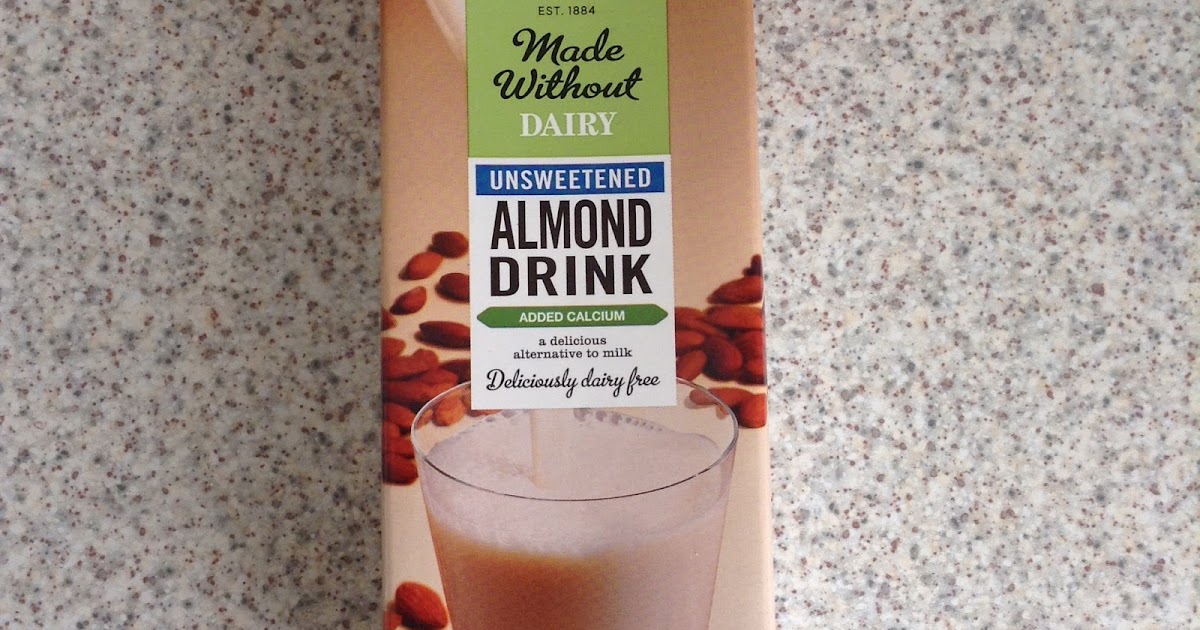 EST. 1884
Made
Without
DAIRY
UNSWEETENED
ALMOND
DRINK
ADDED CALCIUM
a delicious
alternative to milk
Deliciously dairy free